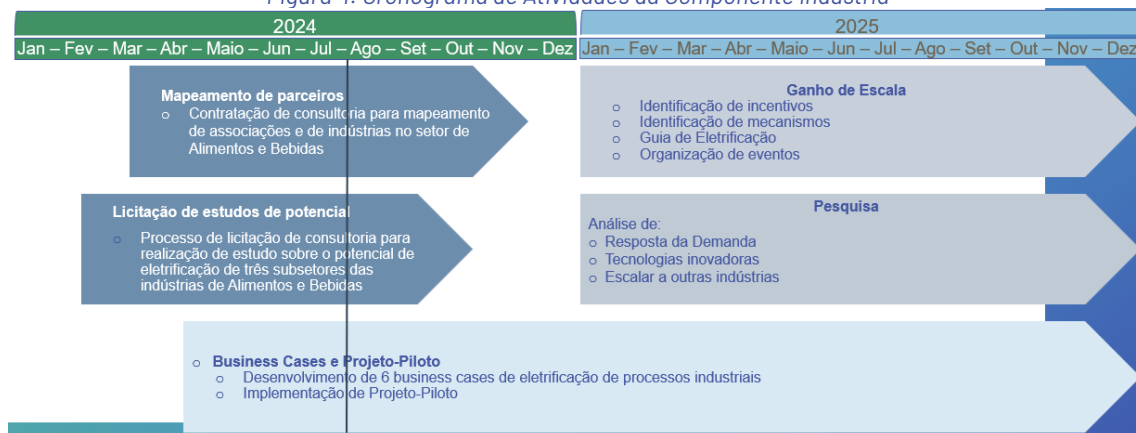 Figura 1: Cronograma de Atividades da Componente Indústria
2024
2025
Jan – Fev – Mar – Abr – Maio – Jun – Jul – Ago – Set – Out – Nov – Dez
Jan – Fev – Mar – Abr – Maio – Jun – Jul – Ago – Set – Out – Nov – Dez
Mapeamento de parceiros
o Contratação de consultoria para mapeamento
de associações e de indústrias no setor de
Alimentos e Bebidas
Ganho de Escala
o Identificação de incentivos
o Identificação de mecanismos
o Guia de Eletrificação
o Organização de eventos
Licitação de estudos de potencial
o Processo de licitação de consultoria para
realização de estudo sobre o potencial de
eletrificação de três subsetores das
indústrias de Alimentos e Bebidas
Pesquisa
Análise de:
o Resposta da Demanda
o Tecnologias inovadoras
o Escalar a outras indústrias
o Business Cases e Projeto-Piloto
o Desenvolvimento de 6 business cases de eletrificação de processos industriais
o Implementação de Projeto-Piloto